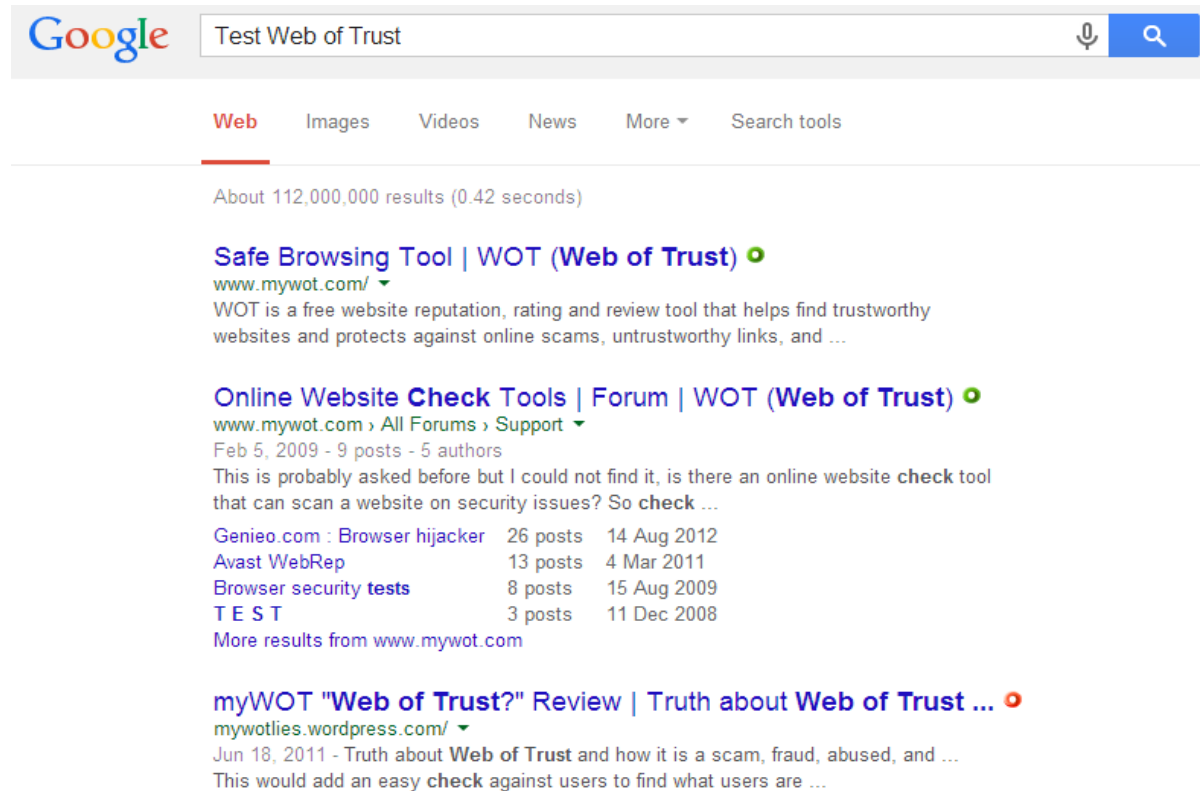 Google
Test Web of Trust
Web Images Videos News More Search tools
About 112,000,000 results (0.42 seconds)
Safe Browsing Tool | WOT (Web of Trust)
www.mywot.com/
WOT is a free website reputation, rating and review tool that helps find trustworthy
websites and protects against online scams, untrustworthy links, and ...
Online Website Check Tools | Forum | WOT (Web of Trust)
www.mywot.com › All Forums › Support
Feb 5, 2009 - 9 posts - 5 authors
This is probably asked before but I could not find it, is there an online website check tool
that can scan a website on security issues? So check ...
Genieo.com : Browser hijacker 26 posts 14 Aug 2012
Avast WebRep 13 posts 4 Mar 2011
Browser security tests 8 posts 15 Aug 2009
T E S T 3 posts 11 Dec 2008
More results from www.mywot.com
myWOT "Web of Trust?" Review | Truth about Web of Trust ...
mywotlies.wordpress.com/
Jun 18, 2011 - Truth about Web of Trust and how it is a scam, fraud, abused, and ...
This would add an easy check against users to find what users are ...